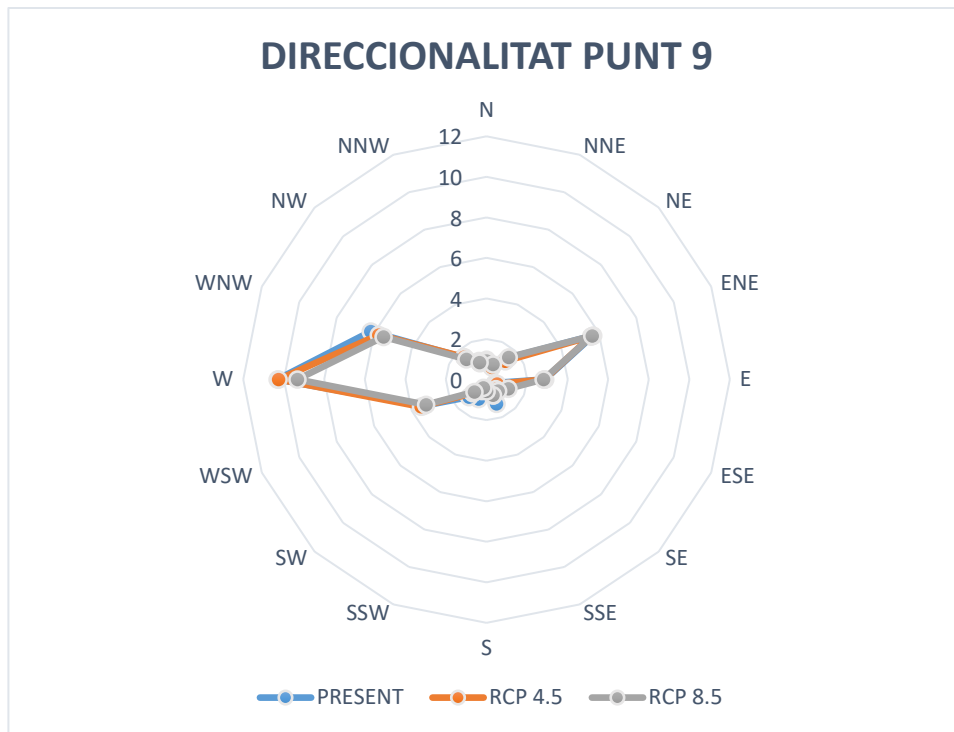 DIRECCIONALITAT PUNT 9
N
NNE
NE
ENE
E
ESE
SE
SSE
S
SSW
SW
WSW
W
WNW
NW
NNW
12
10
8
6
4
2
0
PRESENT RCP 4.5 RCP 8.5